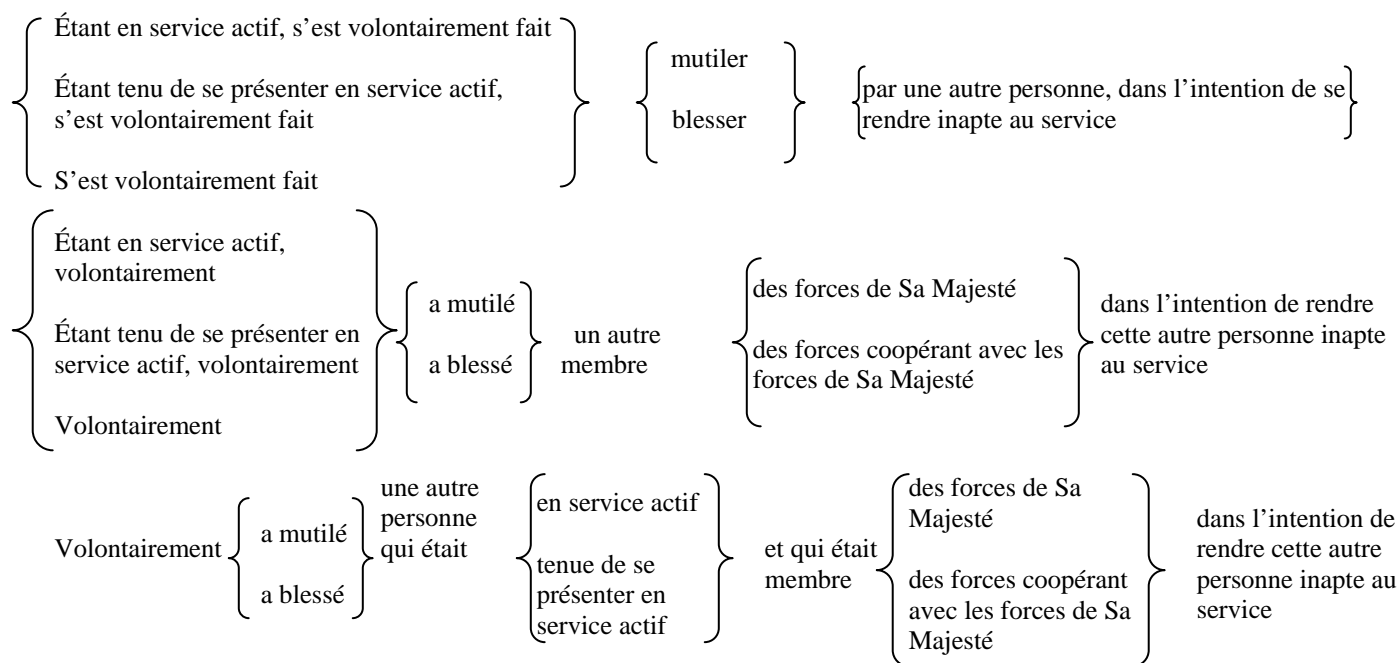 Étant en service actif, s’est volontairement fait
Étant tenu de se présenter en service actif,
s’est volontairement fait
S’est volontairement fait
mutiler
blesser
par une autre personne, dans l’intention de se
rendre inapte au service
Étant en service actif,
volontairement
Étant tenu de se présenter en
service actif, volontairement
Volontairement
a mutilé
a blessé
un autre
membre
des forces de Sa Majesté
des forces coopérant avec les
forces de Sa Majesté
dans l’intention de rendre
cette autre personne inapte
au service
Volontairement
a mutilé
a blessé
une autre
personne
qui était
en service actif
tenue de se
présenter en
service actif
et qui était
membre
des forces de Sa
Majesté
des forces coopérant
avec les forces de Sa
Majesté
dans l’intention de
rendre cette autre
personne inapte au
service